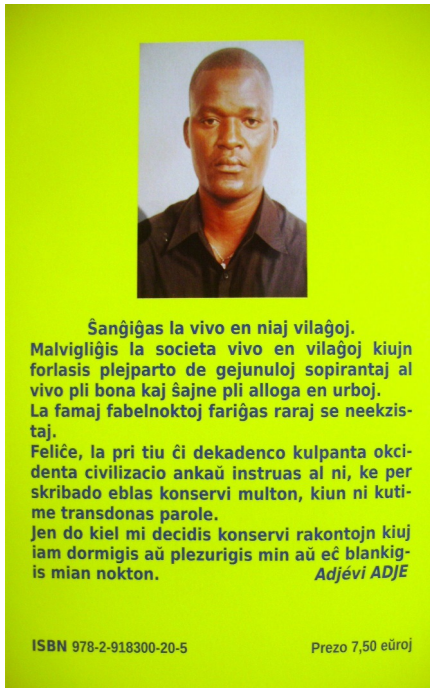 Ŝanĝiĝas la vivo en niaj vilaĝoj.
Malvigliĝis la societa vivo en vilaĝoj kiujn
forlasis plejparto de gejunuloj sopirantaj al
vivo pli bona kaj ŝajne pli alloga en urboj.
La famaj fabelnoktoj fariĝas raraj se neekzis-
taj.
Feliĉe, la pri tiu ĉi dekadenco kulpanta okci-
denta civilizacio ankaŭ instruas al ni, ke per
skribado eblas konservi multon, kiun ni kuti-
me transdonas parole.
Jen do kiel mi decidis konservi rakontojn kiuj
iam dormigis aŭ plezurigis min aŭ eĉ blankig-
is mian nokton. Adjévi ADJE
ISBN 978-2-918300-20-5 Prezo 7,50 eŭroj